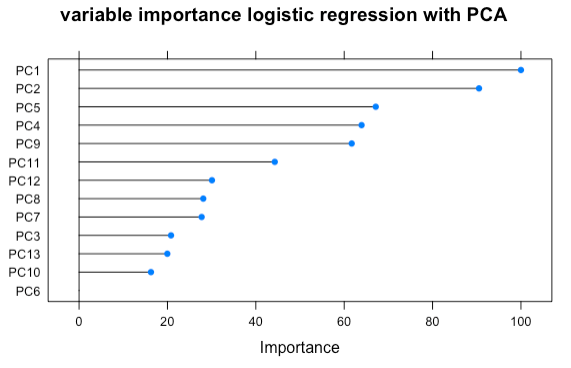 variable importance logistic regression with PCA
PC1
PC2
PC5
PC4
PC9
PC11
PC12
PC8
PC7
PC3
PC13
PC10
PC6
0 20 40 60 80 100
Importance